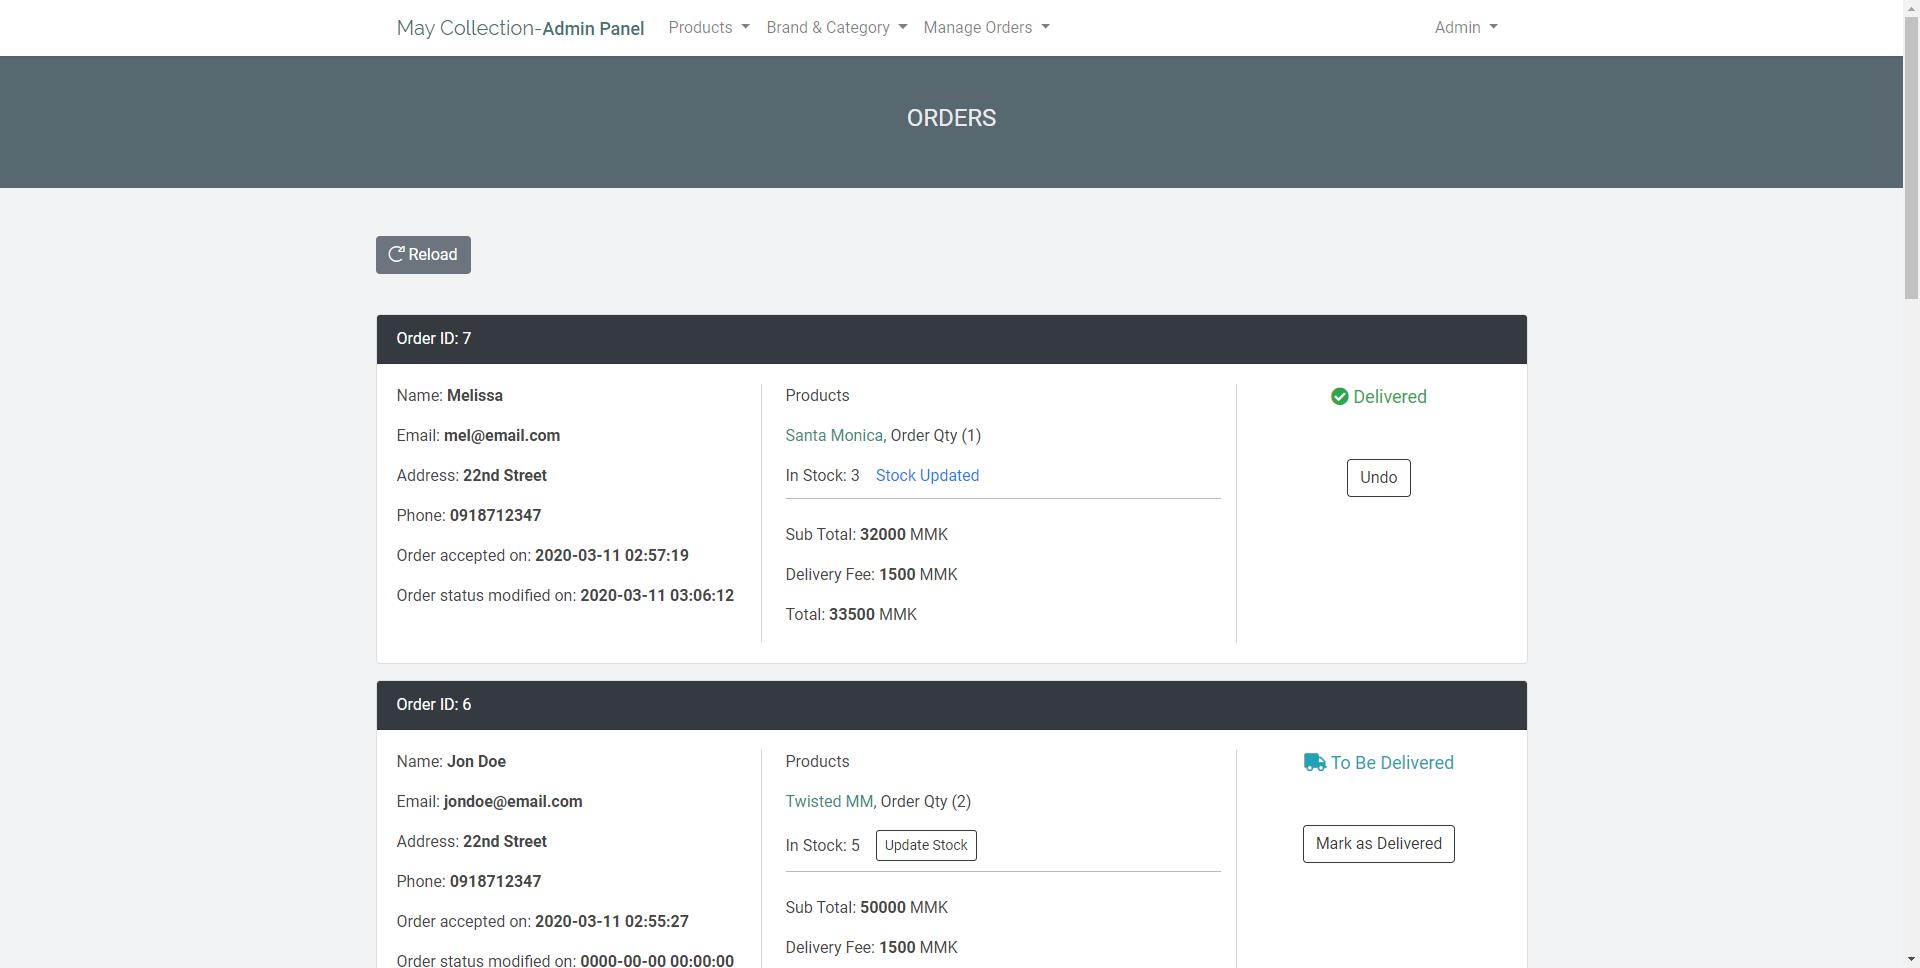 May Collection-Admin Panel Products Brand & Category Manage Orders Admin
ORDERS
Reload
Order ID: 7
Name: Melissa
Email: mel@email.com
Address: 22nd Street
Phone: 0918712347
Order accepted on: 2020-03-11 02:57:19
Order status modified on: 2020-03-11 03:06:12
Products
Santa Monica, Order Qty (1)
In Stock: 3 Stock Updated
Sub Total: 32000 MMK
Delivery Fee: 1500 MMK
Total: 33500 MMK
Delivered
Undo
Order ID: 6
Name: Jon Doe
Email: jondoe@email.com
Address: 22nd Street
Phone: 0918712347
Order accepted on: 2020-03-11 02:55:27
Order status modified on: 0000-00-00 00:00:00
Products
Twisted MM, Order Qty (2)
In Stock: 5 Update Stock
Sub Total: 50000 MMK
Delivery Fee: 1500 MMK
To Be Delivered
Mark as Delivered